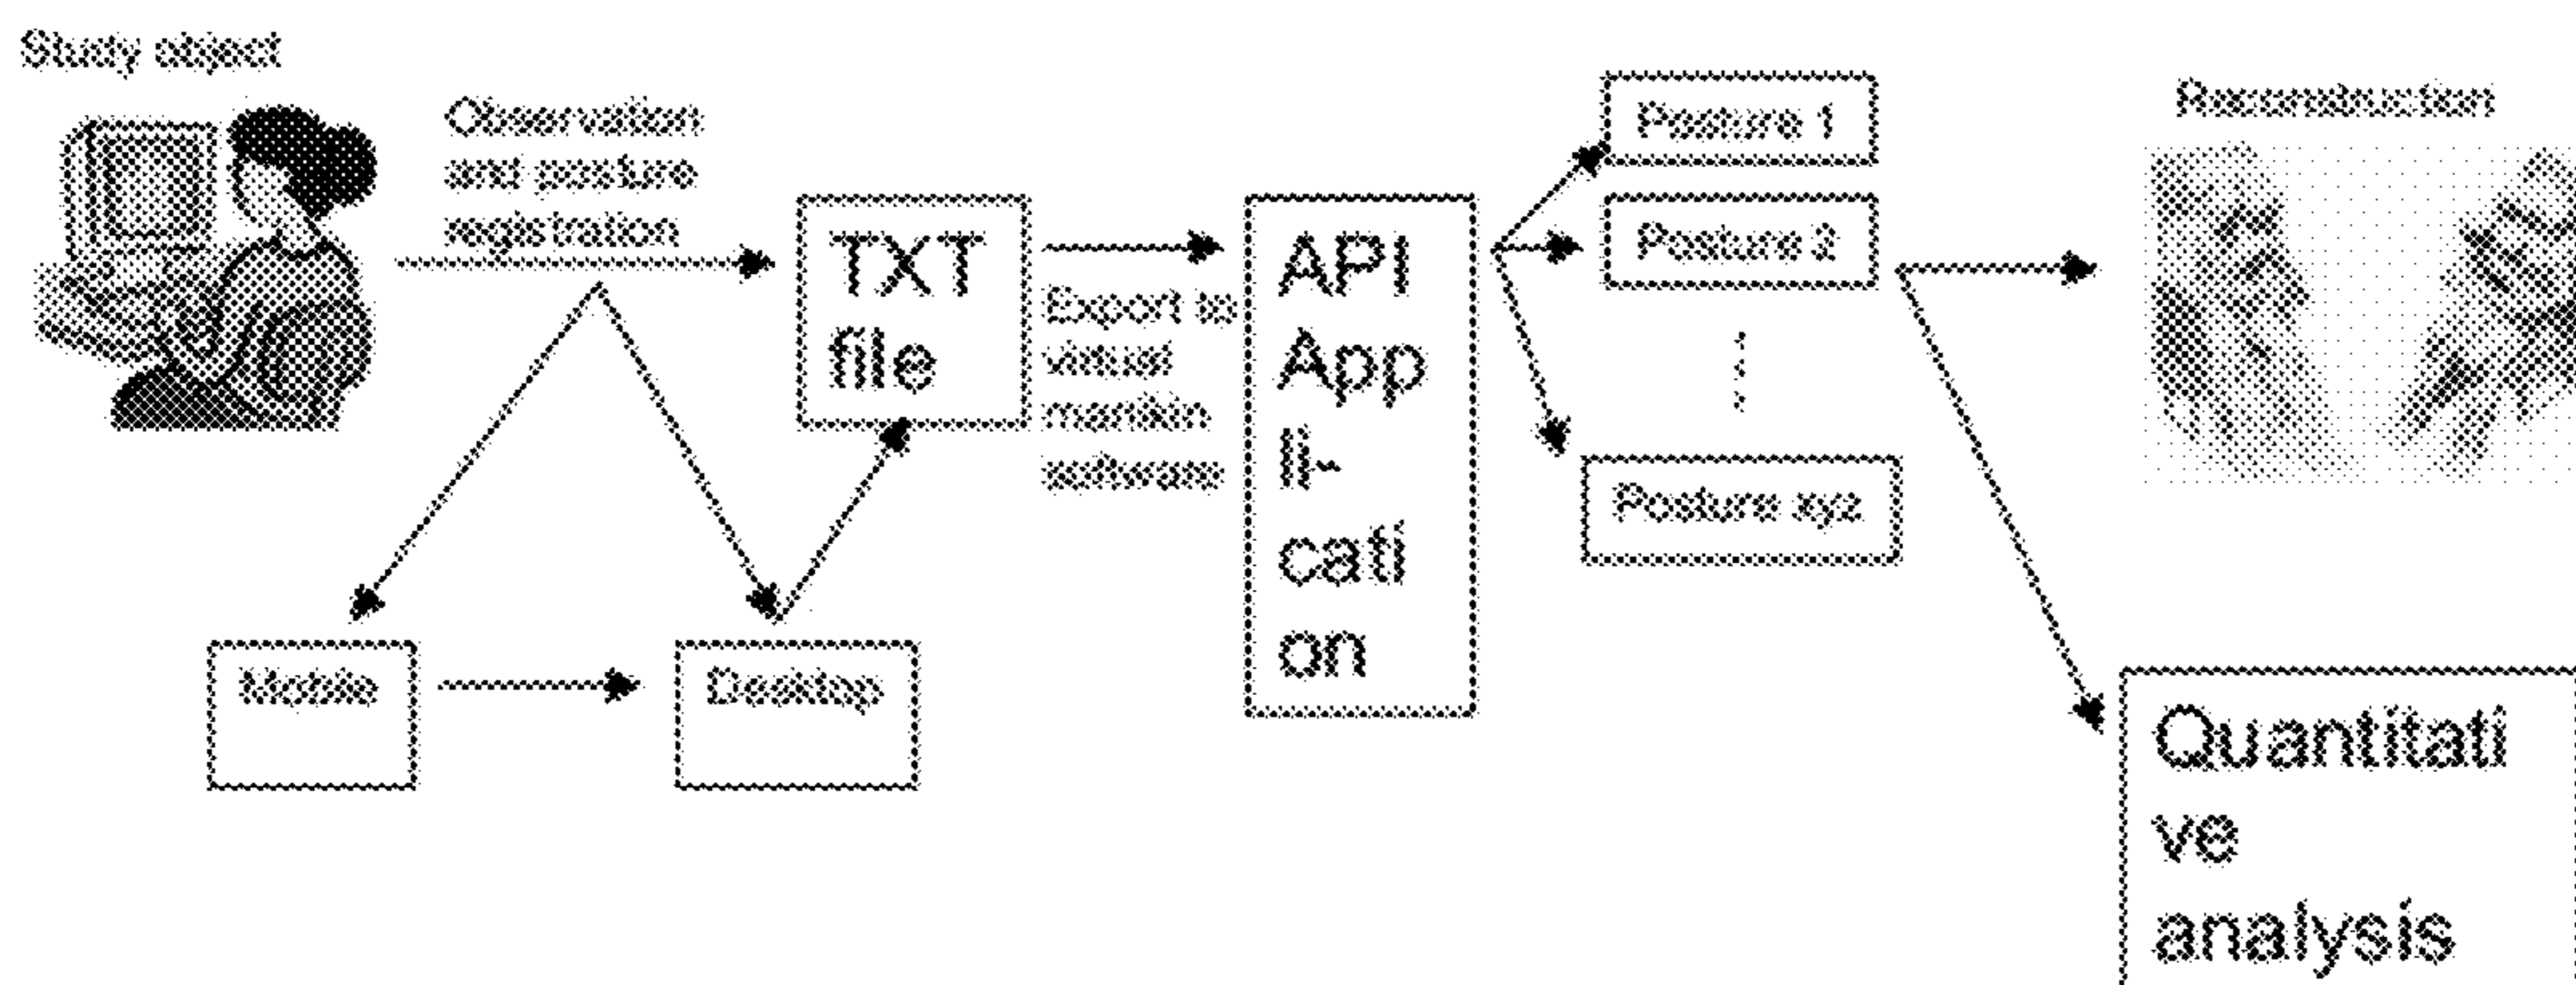 Study object
Observation
and posture
registration
TXT
file
Export to
virtual
manikin
software
API
App
li-
cati
on
Posture 1
Posture 2
Posture xyz
Reconstruction
Mobile
Desktop
Quantitati
ve
analysis